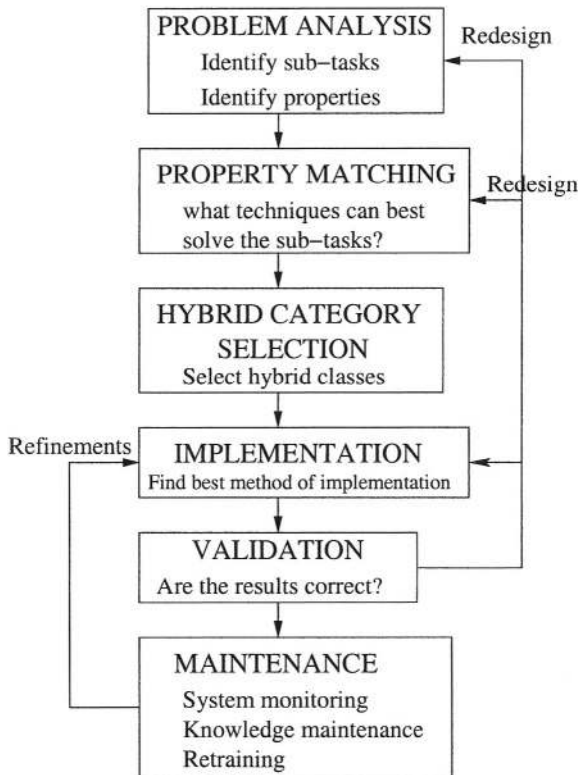 PROBLEM ANALYSIS
Redesign
Identify sub-tasks
Identify properties
PROPERTY MATCHING
Redesign
what techniques can best
solve the sub-tasks?
HYBRID CATEGORY
SELECTION
Select hybrid classes
Refinements
IMPLEMENTATION
Find best method of implementation
VALIDATION
Are the results correct?
MAINTENANCE
System monitoring
Knowledge maintenance
Retraining